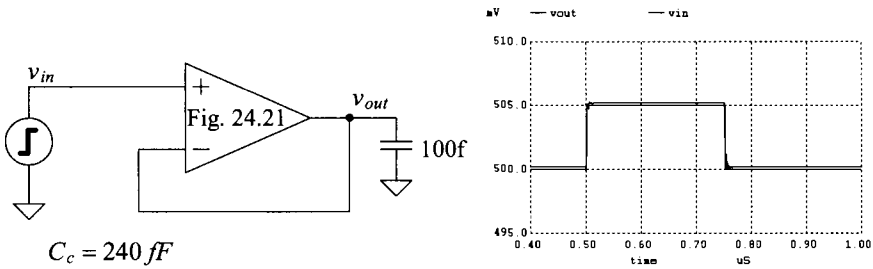 v_in
+
Fig. 24.21
−
v_out
100f
C_c = 240 fF
mV — vout — vin
510.0
505.0
500.0
495.0
0.40 0.50 0.60 0.70 0.80 0.90 1.00
time uS